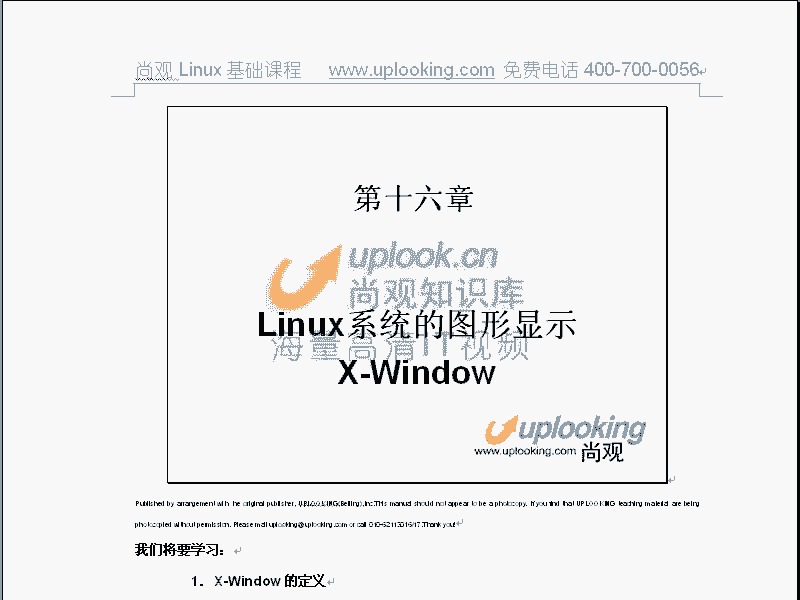 尚观 Linux 基础课程 www.uplooking.com 免费电话 400-700-0056
第十六章
uplook.cn
尚观知识库
Linux系统的图形显示
海量高清IT视频
X-Window
uplooking
www.uplooking.com 尚观
Published by arrangement with the original publisher, UPLOOKING(Beijing),Inc.This manual should not appear to be a photocopy. If you find that UPLOOKING teaching material are being
photocopied without permission. Please mail uplooking@uplooking.com or call Thank you!
我们将要学习：
1. X-Window 的定义